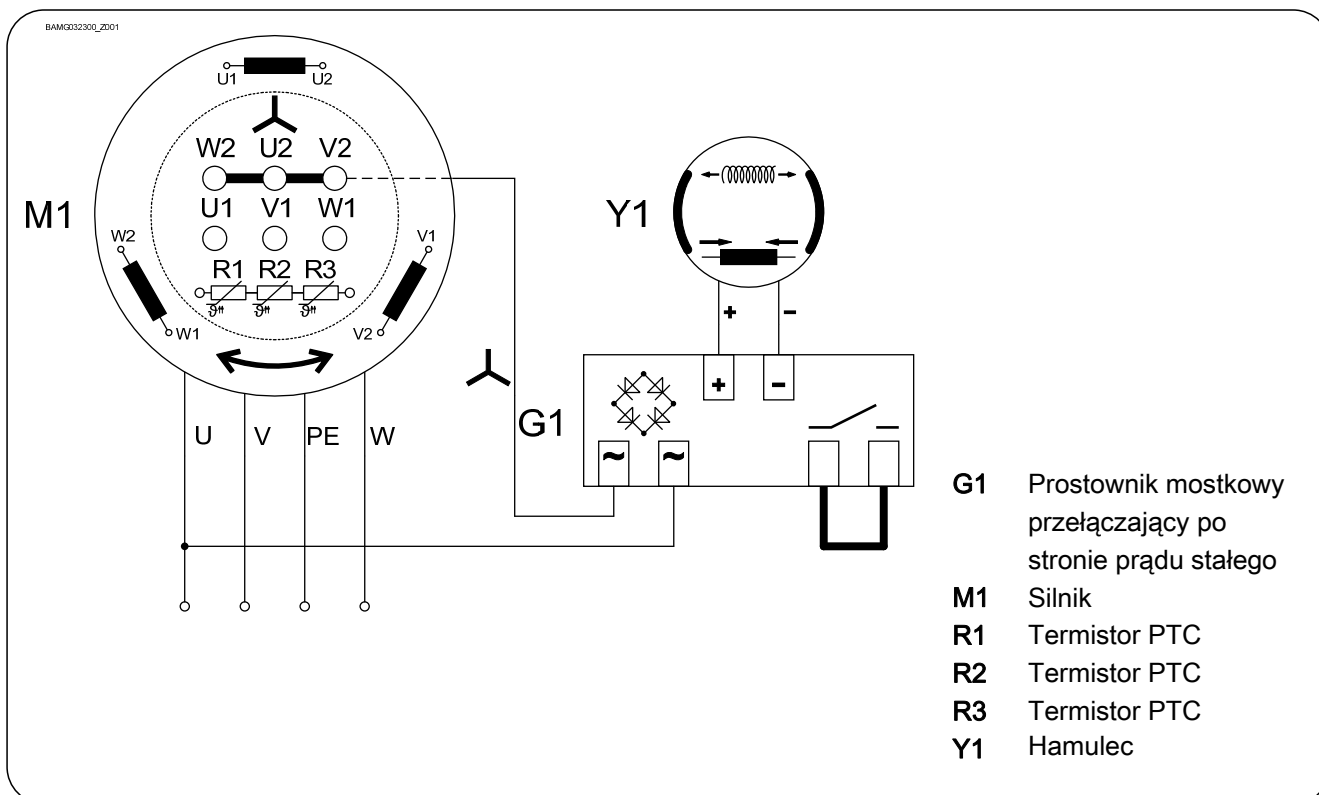 BAMG032300_Z001
U1 U2
W2 U2 V2
M1
U1 V1 W1
W2 V1
R1 R2 R3
ϑ ϑ ϑ
W1 V2
Y1
+ -
+ -
G1
U V PE W
~ ~
G1 Prostownik mostkowy
przełączający po
stronie prądu stałego
M1 Silnik
R1 Termistor PTC
R2 Termistor PTC
R3 Termistor PTC
Y1 Hamulec